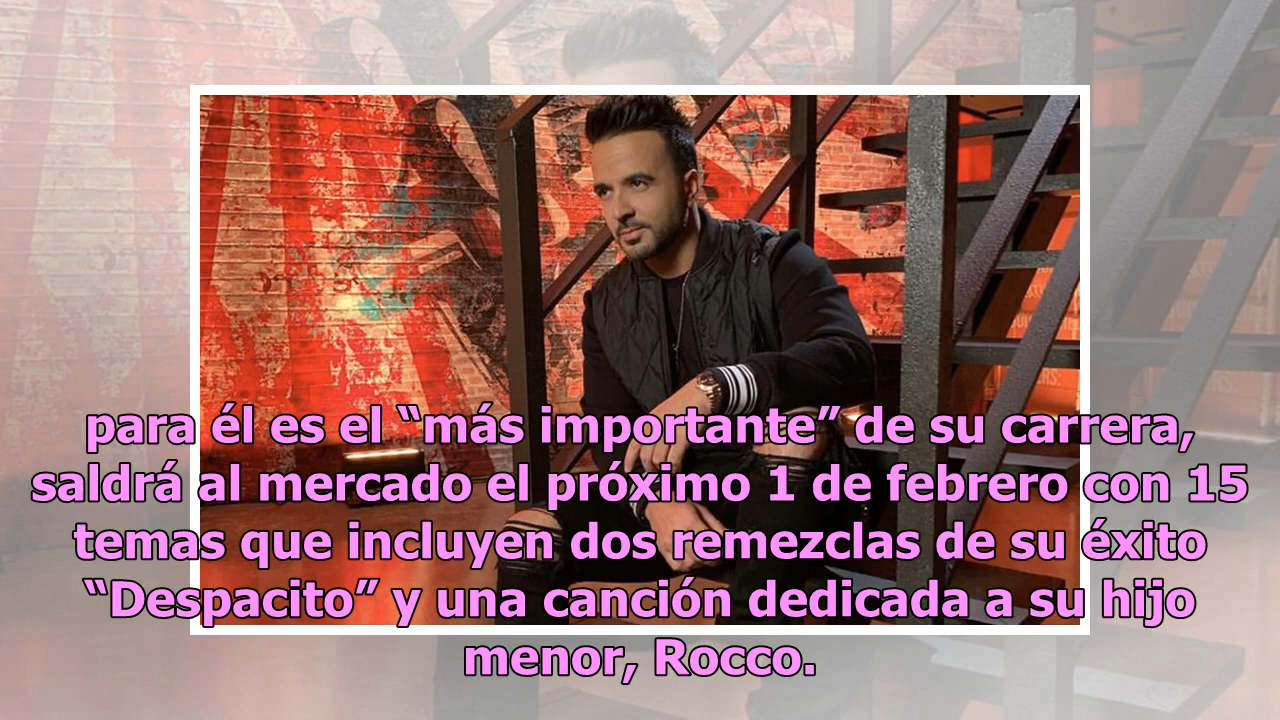 para él es el “más importante” de su carrera,
saldrá al mercado el próximo 1 de febrero con 15
temas que incluyen dos remezclas de su éxito
“Despacito” y una canción dedicada a su hijo
menor, Rocco.